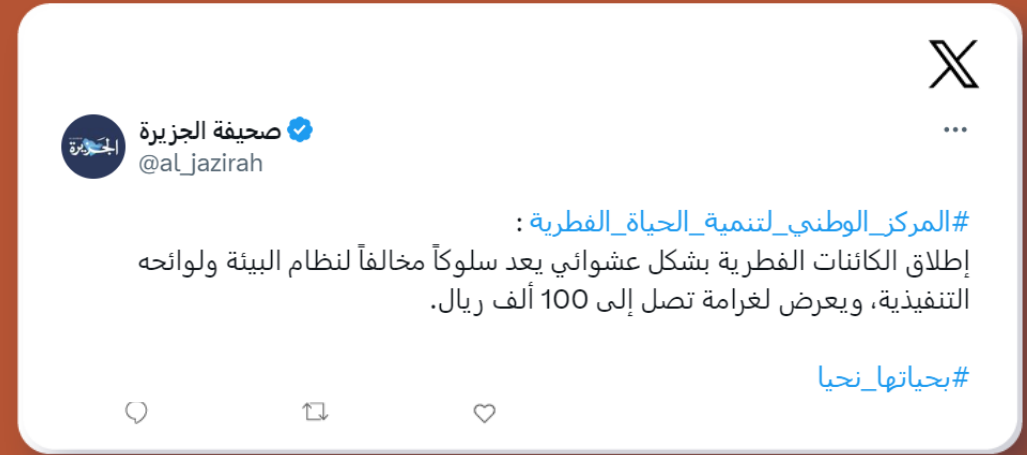 صحيفة الجزيرة
@al_jazirah
الجزيرة
#المركز_الوطني_لتنمية_الحياة_الفطرية :
إطلاق الكائنات الفطرية بشكل عشوائي يعد سلوكاً مخالفاً لنظام البيئة ولوائحه
التنفيذية، ويعرض لغرامة تصل إلى 100 ألف ريال.
#بحياتها_نحيا